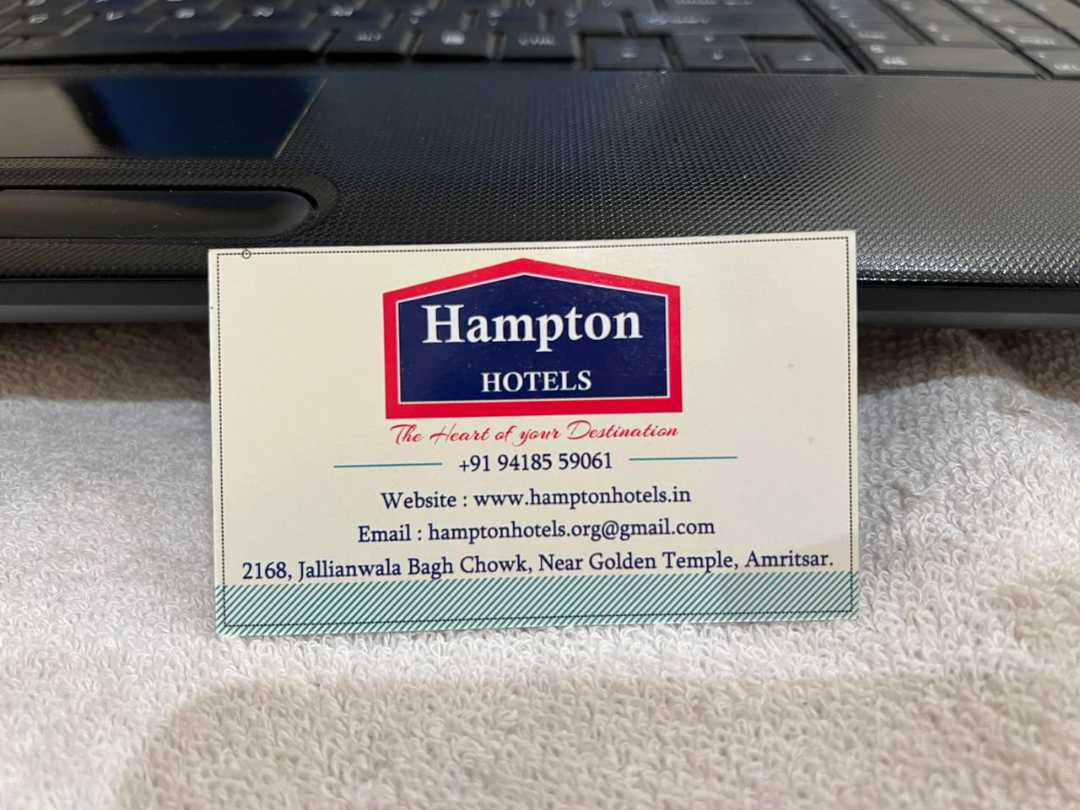 Hampton
HOTELS
The Heart of your Destination
+91 94185 59061
Website : www.hamptonhotels.in
Email : hamptonhotels.org@gmail.com
2168, Jallianwala Bagh Chowk, Near Golden Temple, Amritsar.